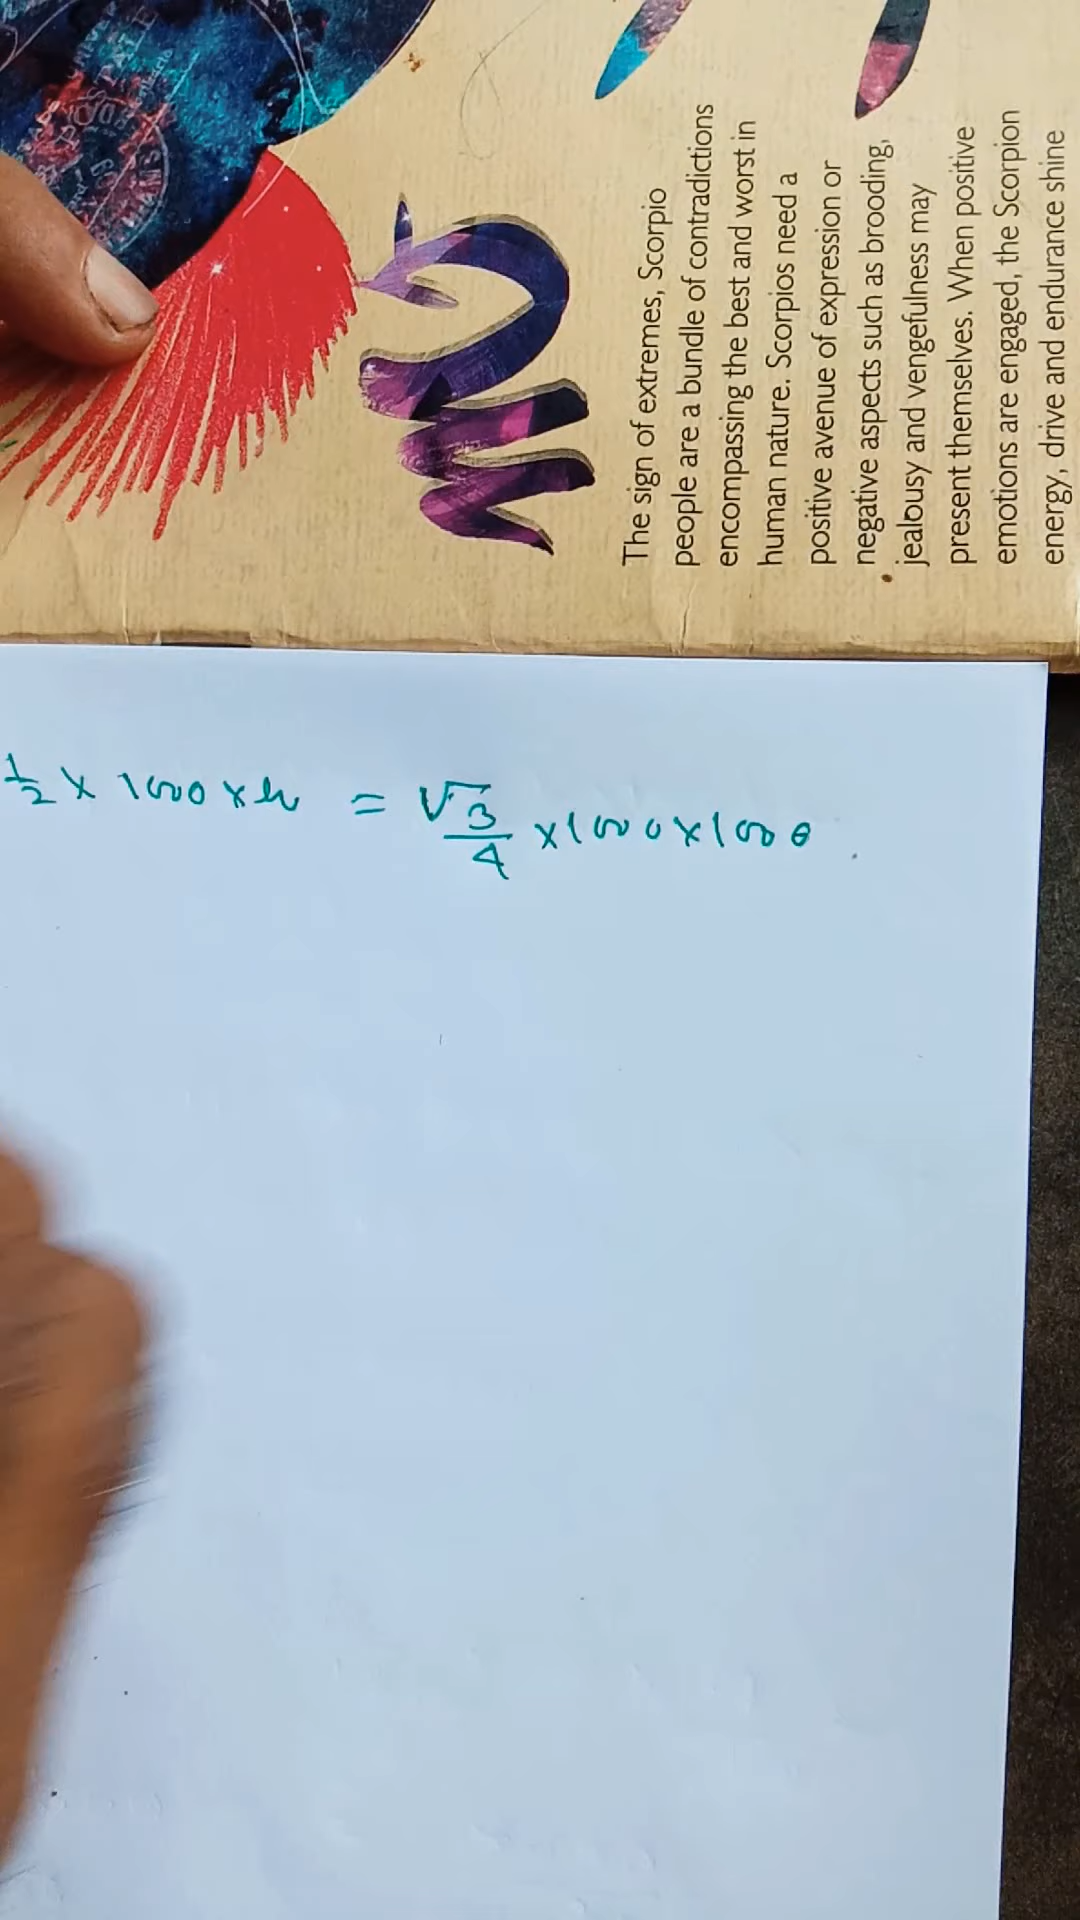 The sign of extremes, Scorpio
people are a bundle of contradictions
encompassing the best and worst in
human nature. Scorpios need a
positive avenue of expression or
negative aspects such as brooding,
jealousy and vengefulness may
present themselves. When positive
emotions are engaged, the Scorpion
energy, drive and endurance shine
1/2 × 1000 × h = √3/4 × 1000 × 1000